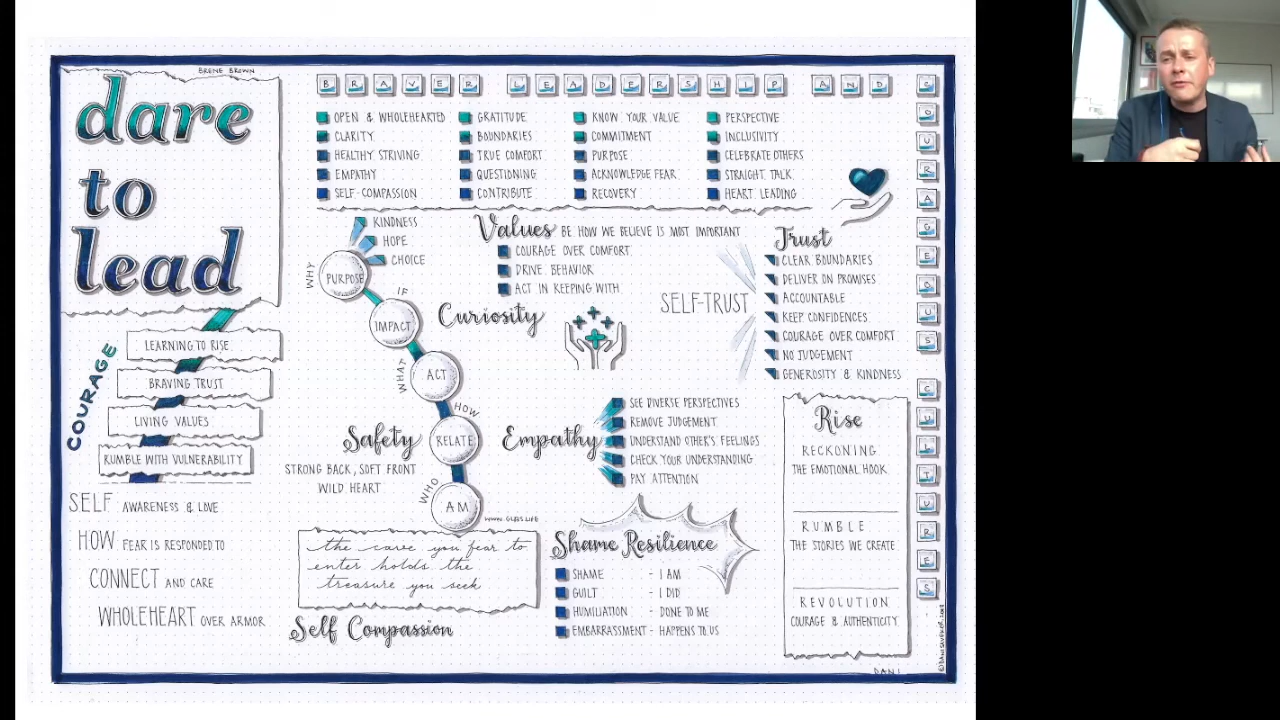 BRENE BROWN
dare
to
lead
BRAVER LEADERSHIP AND
COURAGEOUS CULTURES
OPEN & WHOLEHEARTED
CLARITY
HEALTHY STRIVING
EMPATHY
SELF-COMPASSION
GRATITUDE
BOUNDARIES
TRUE COMFORT
QUESTIONING
CONTRIBUTE
KNOW YOUR VALUE
COMMITMENT
PURPOSE
ACKNOWLEDGE FEAR
RECOVERY
PERSPECTIVE
INCLUSIVITY
CELEBRATE OTHERS
STRAIGHT TALK
HEART LEADING
COURAGE
LEARNING TO RISE
BRAVING TRUST
LIVING VALUES
RUMBLE WITH VULNERABILITY
SELF AWARENESS & LOVE
HOW FEAR IS RESPONDED TO
CONNECT AND CARE
WHOLEHEART OVER ARMOR
KINDNESS
HOPE
CHOICE
WHY
PURPOSE
IF
IMPACT
WHAT
ACT
HOW
RELATE
WHO
AM
WWW.GLBS.LIFE
Values BE HOW WE BELIEVE IS MOST IMPORTANT
COURAGE OVER COMFORT
DRIVE BEHAVIOR
ACT IN KEEPING WITH
Curiosity
SELF-TRUST
Trust
CLEAR BOUNDARIES
DELIVER ON PROMISES
ACCOUNTABLE
KEEP CONFIDENCES
COURAGE OVER COMFORT
NO JUDGEMENT
GENEROSITY & KINDNESS
Safety
STRONG BACK, SOFT FRONT
WILD HEART
Empathy
SEE DIVERSE PERSPECTIVES
REMOVE JUDGEMENT
UNDERSTAND OTHER'S FEELINGS
CHECK YOUR UNDERSTANDING
PAY ATTENTION
the cave you fear to
enter holds the
treasure you seek
Self Compassion
Shame Resilience
SHAME - I AM
GUILT - I DID
HUMILIATION - DONE TO ME
EMBARRASSMENT - HAPPENS TO US
Rise
RECKONING
THE EMOTIONAL HOOK
RUMBLE
THE STORIES WE CREATE
REVOLUTION
COURAGE & AUTHENTICITY
DANI